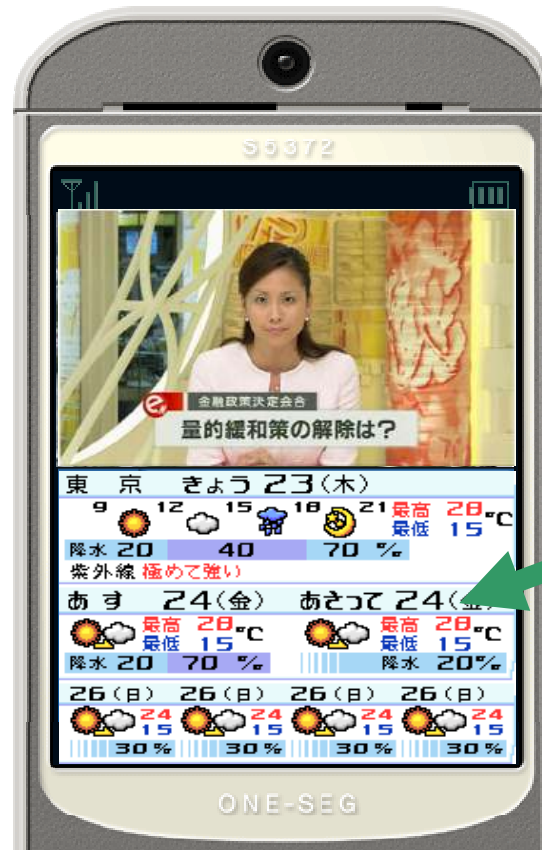 S5372
金融政策決定会合
量的緩和策の解除は?
東京 きょう 23(木)
9 12 15 18 21 最高 28℃
最低 15
降水 20 40 70 %
紫外線 極めて強い
あす 24(金) あさって 24(金)
最高 28℃ 最高 28℃
最低 15 最低 15
降水 20 70 % 降水 20%
26(日) 26(日) 26(日) 26(日)
24 24 24 24
15 15 15 15
30% 30% 30% 30%
ONE-SEG